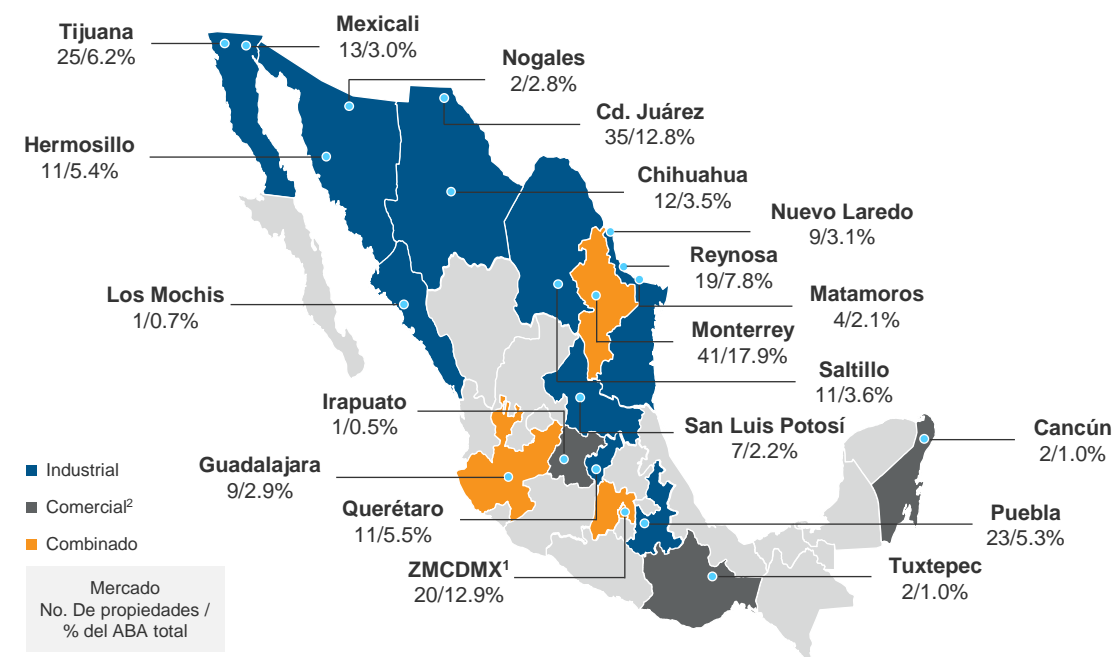 Tijuana
25/6.2%
Mexicali
13/3.0%
Nogales
2/2.8%
Cd. Juárez
35/12.8%
Hermosillo
11/5.4%
Chihuahua
12/3.5%
Nuevo Laredo
9/3.1%
Reynosa
19/7.8%
Los Mochis
1/0.7%
Matamoros
4/2.1%
Monterrey
41/17.9%
Saltillo
11/3.6%
Irapuato
1/0.5%
San Luis Potosí
7/2.2%
Cancún
2/1.0%
Guadalajara
9/2.9%
Querétaro
11/5.5%
Puebla
23/5.3%
ZMCDMX¹
20/12.9%
Tuxtepec
2/1.0%
Industrial
Comercial²
Combinado
Mercado
No. De propiedades /
% del ABA total